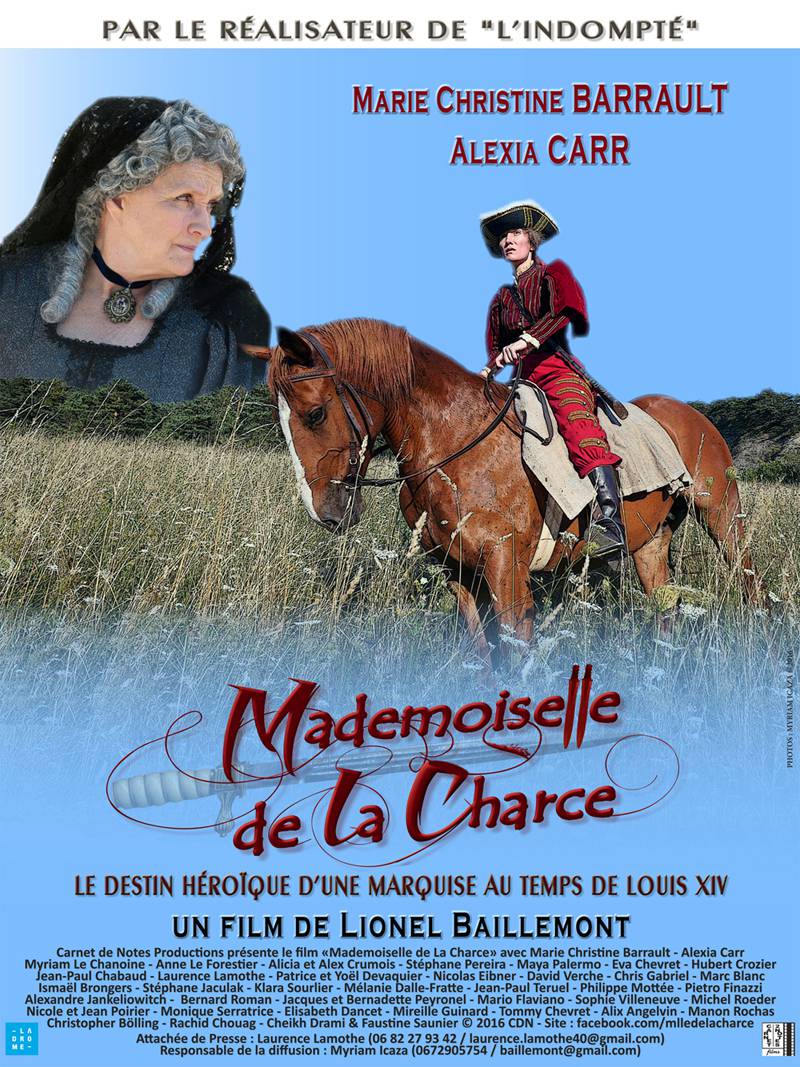 PAR LE RÉALISATEUR DE "L'INDOMPTÉ"
MARIE CHRISTINE BARRAULT
ALEXIA CARR
PHOTOS : MYRIAM ICAZA © 2016
Mademoiselle
de La Charce
LE DESTIN HÉROÏQUE D'UNE MARQUISE AU TEMPS DE LOUIS XIV
UN FILM DE LIONEL BAILLEMONT
Carnet de Notes Productions présente le film «Mademoiselle de La Charce» avec Marie Christine Barrault - Alexia Carr
Myriam Le Chanoine - Anne Le Forestier - Alicia et Alex Crumois - Stéphane Pereira - Maya Palermo - Eva Chevret - Hubert Crozier
Jean-Paul Chabaud - Laurence Lamothe - Patrice et Yoël Devaquier - Nicolas Eibner - David Verche - Chris Gabriel - Marc Blanc
Ismaël Brongers - Stéphane Jaculak - Klara Sourlier - Mélanie Dalle-Fratte - Jean-Paul Teruel - Philippe Mottée - Pietro Finazzi
Alexandre Jankeliowitch - Bernard Roman - Jacques et Bernadette Peyronel - Mario Flaviano - Sophie Villeneuve - Michel Roeder
Nicole et Jean Poirier - Monique Serratrice - Elisabeth Dancet - Mireille Guinard - Tommy Chevret - Alix Angelvin - Manon Rochas
Christopher Bölling - Rachid Chouag - Cheikh Drami & Faustine Saunier © 2016 CDN - Site : facebook.com/mlledelacharce
Attachée de Presse : Laurence Lamothe (06 82 27 93 42 / laurence.lamothe40@gmail.com)
Responsable de la diffusion : Myriam Icaza (0672905754 / baillemont@gmail.com)
- LA
DRÔ
ME -
films